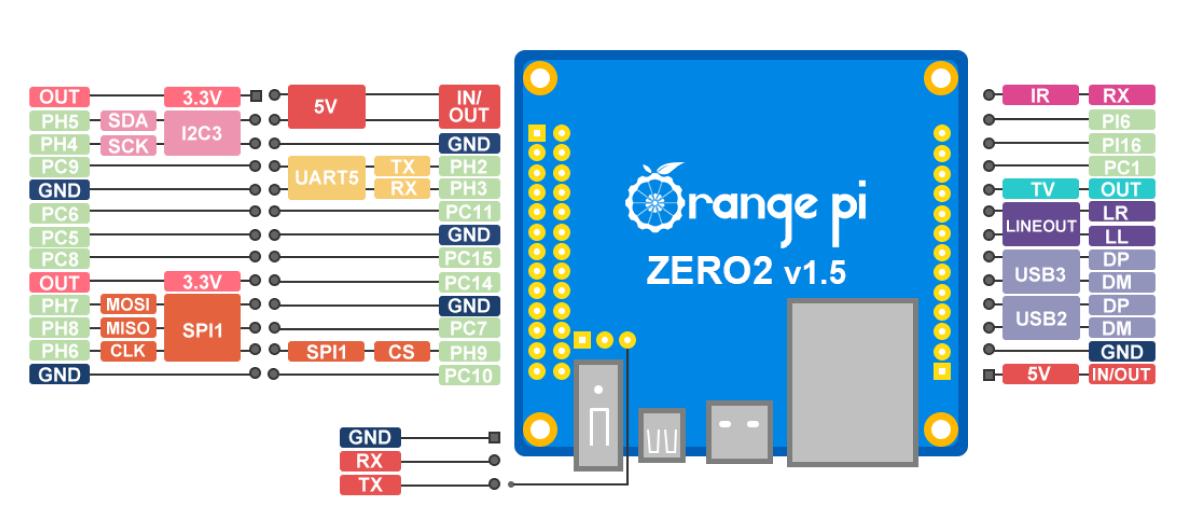 OUT 3.3V 5V IN/
OUT
PH5 SDA I2C3
PH4 SCK GND
PC9 UART5 TX PH2
GND RX PH3
PC6 PC11
PC5 GND
PC8 PC15
OUT 3.3V PC14
PH7 MOSI SPI1 GND
PH8 MISO PC7
PH6 CLK SPI1 CS PH9
GND PC10
GND
RX
TX
Orange pi
ZERO2 v1.5
IR RX
PI6
PI16
PC1
TV OUT
LINEOUT LR
LL
USB3 DP
DM
USB2 DP
DM
GND
5V IN/OUT